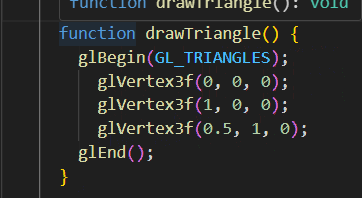 function drawTriangle(): void
function drawTriangle() {
  glBegin(GL_TRIANGLES);
    glVertex3f(0, 0, 0);
    glVertex3f(1, 0, 0);
    glVertex3f(0.5, 1, 0);
  glEnd();
}